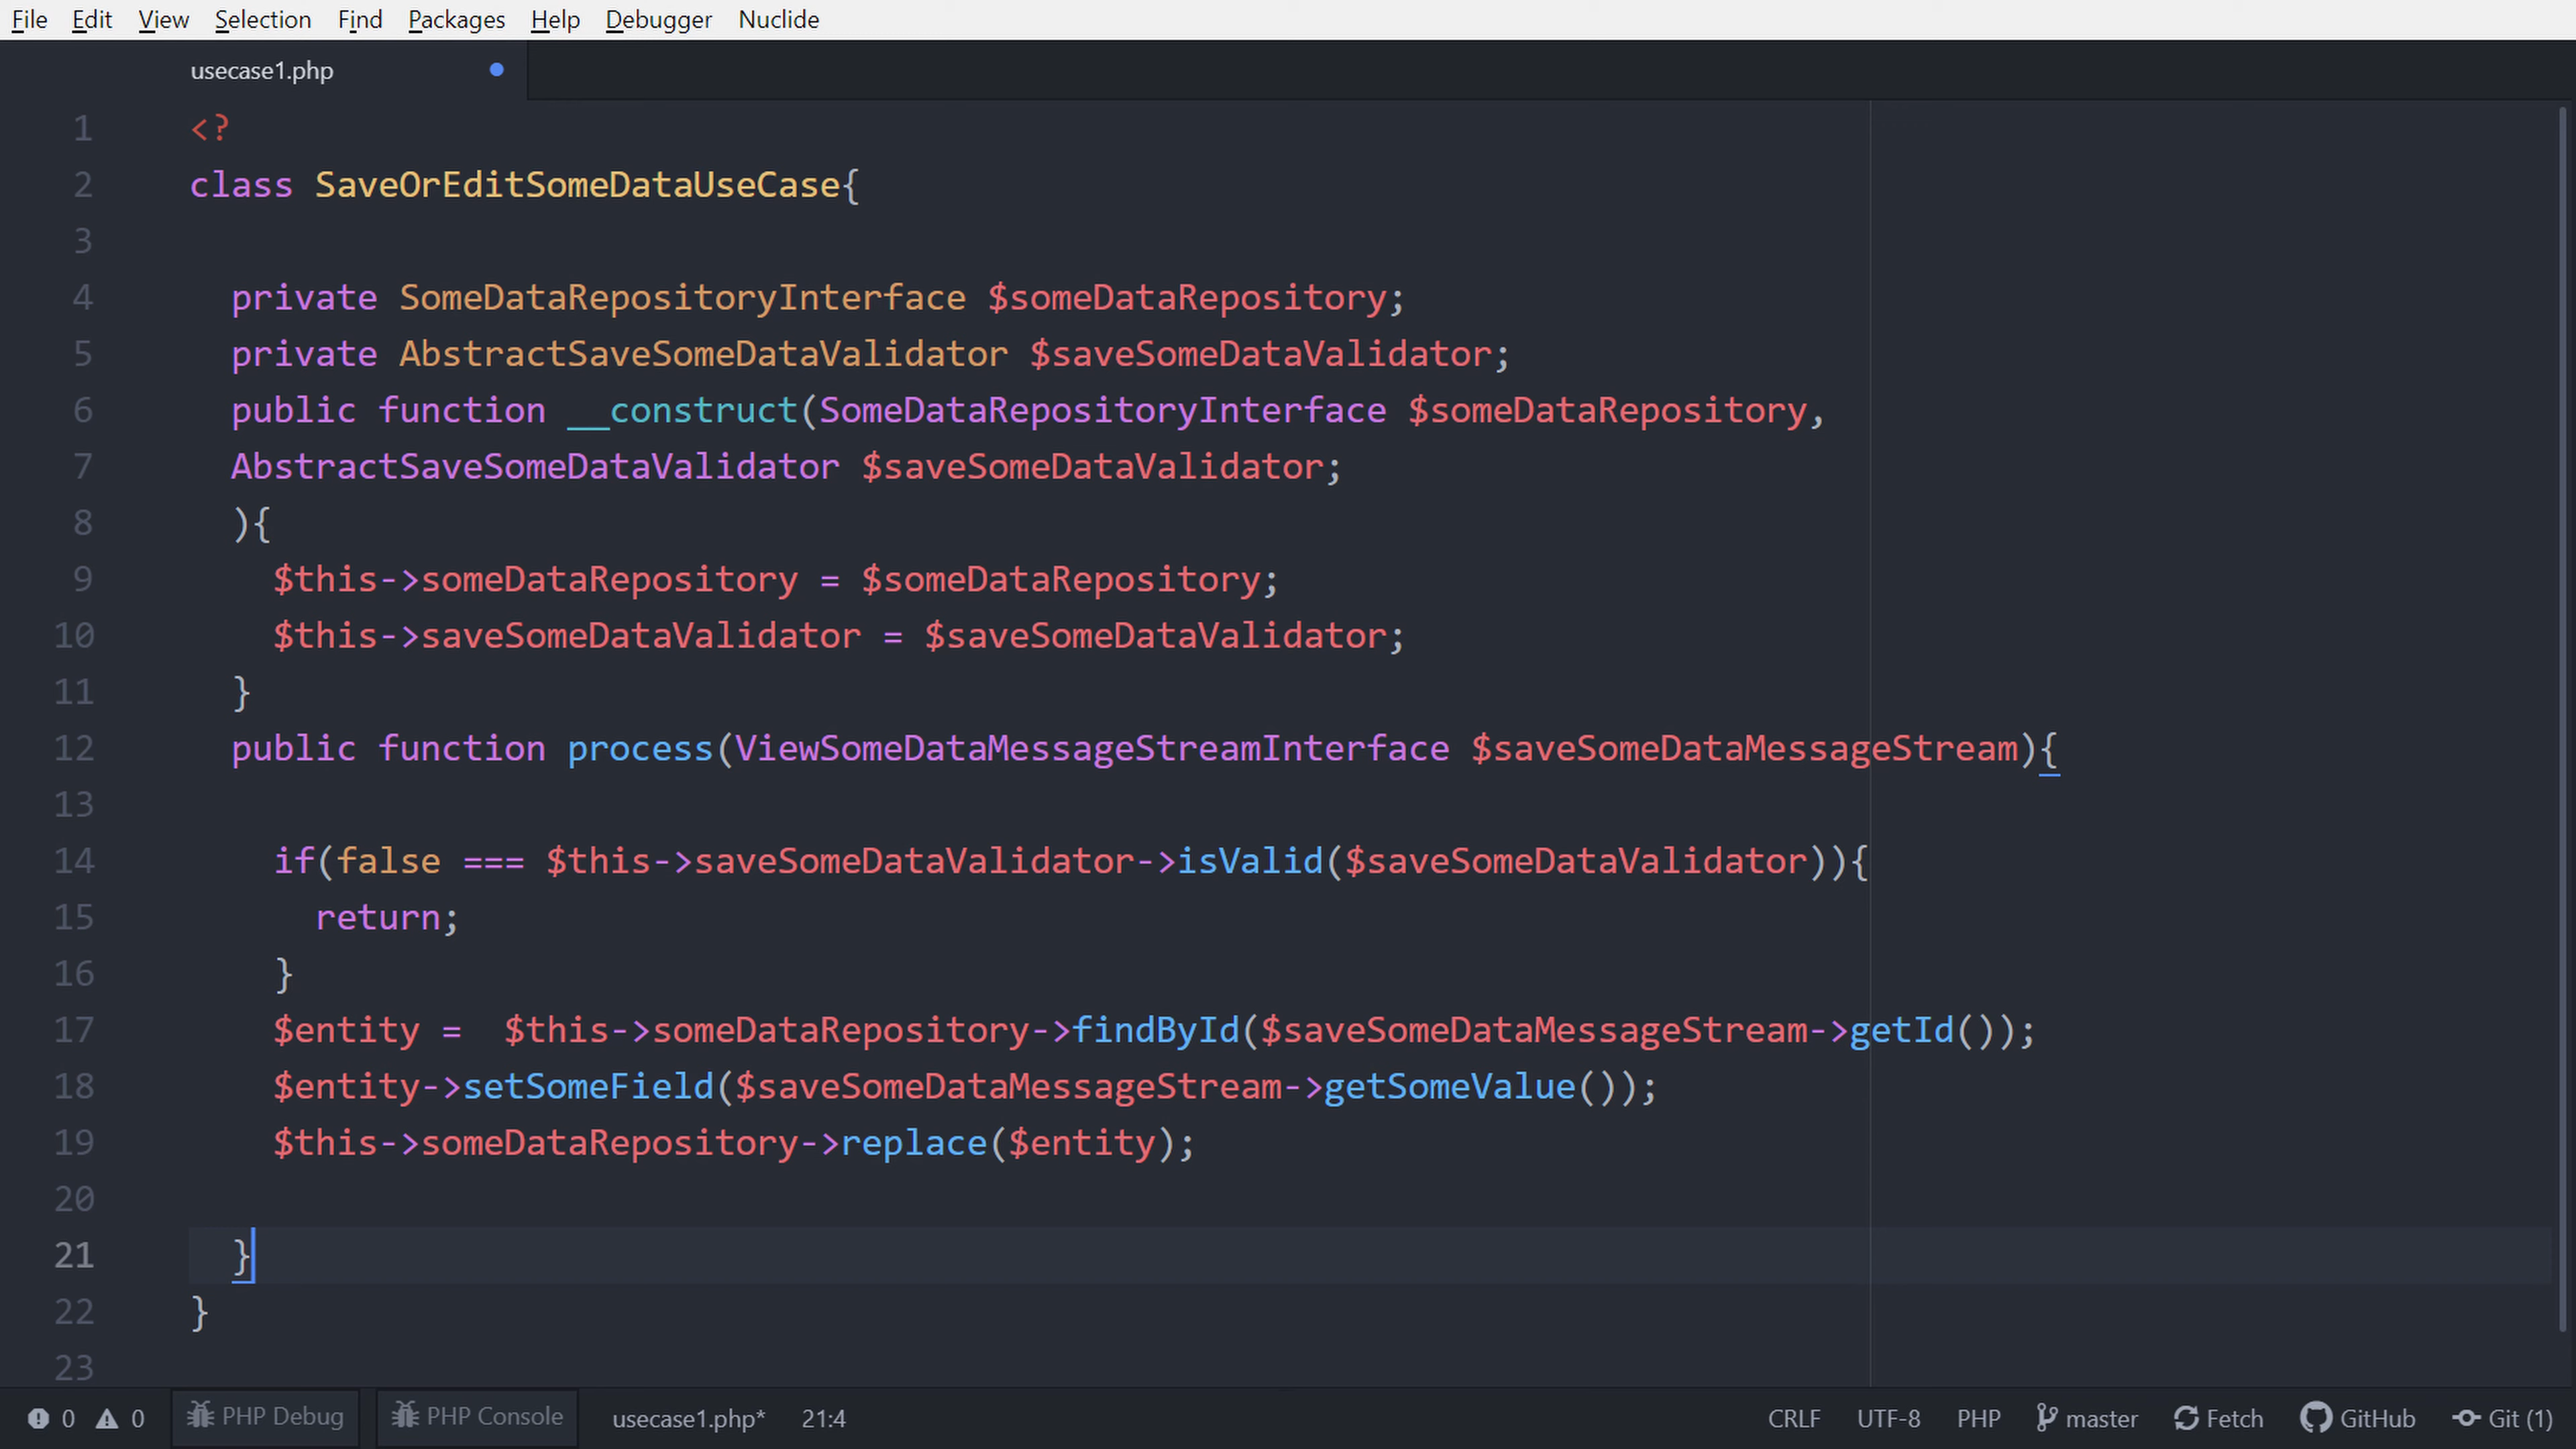 File Edit View Selection Find Packages Help Debugger Nuclide
usecase1.php
1 <?
2 class SaveOrEditSomeDataUseCase{
3
4 private SomeDataRepositoryInterface $someDataRepository;
5 private AbstractSaveSomeDataValidator $saveSomeDataValidator;
6 public function __construct(SomeDataRepositoryInterface $someDataRepository,
7 AbstractSaveSomeDataValidator $saveSomeDataValidator;
8 ){
9 $this->someDataRepository = $someDataRepository;
10 $this->saveSomeDataValidator = $saveSomeDataValidator;
11 }
12 public function process(ViewSomeDataMessageStreamInterface $saveSomeDataMessageStream){
13
14 if(false === $this->saveSomeDataValidator->isValid($saveSomeDataValidator)){
15 return;
16 }
17 $entity =  $this->someDataRepository->findById($saveSomeDataMessageStream->getId());
18 $entity->setSomeField($saveSomeDataMessageStream->getSomeValue());
19 $this->someDataRepository->replace($entity);
20
21 }
22 }
23
0 0 PHP Debug PHP Console usecase1.php* 21:4 CRLF UTF-8 PHP master Fetch GitHub Git (1)